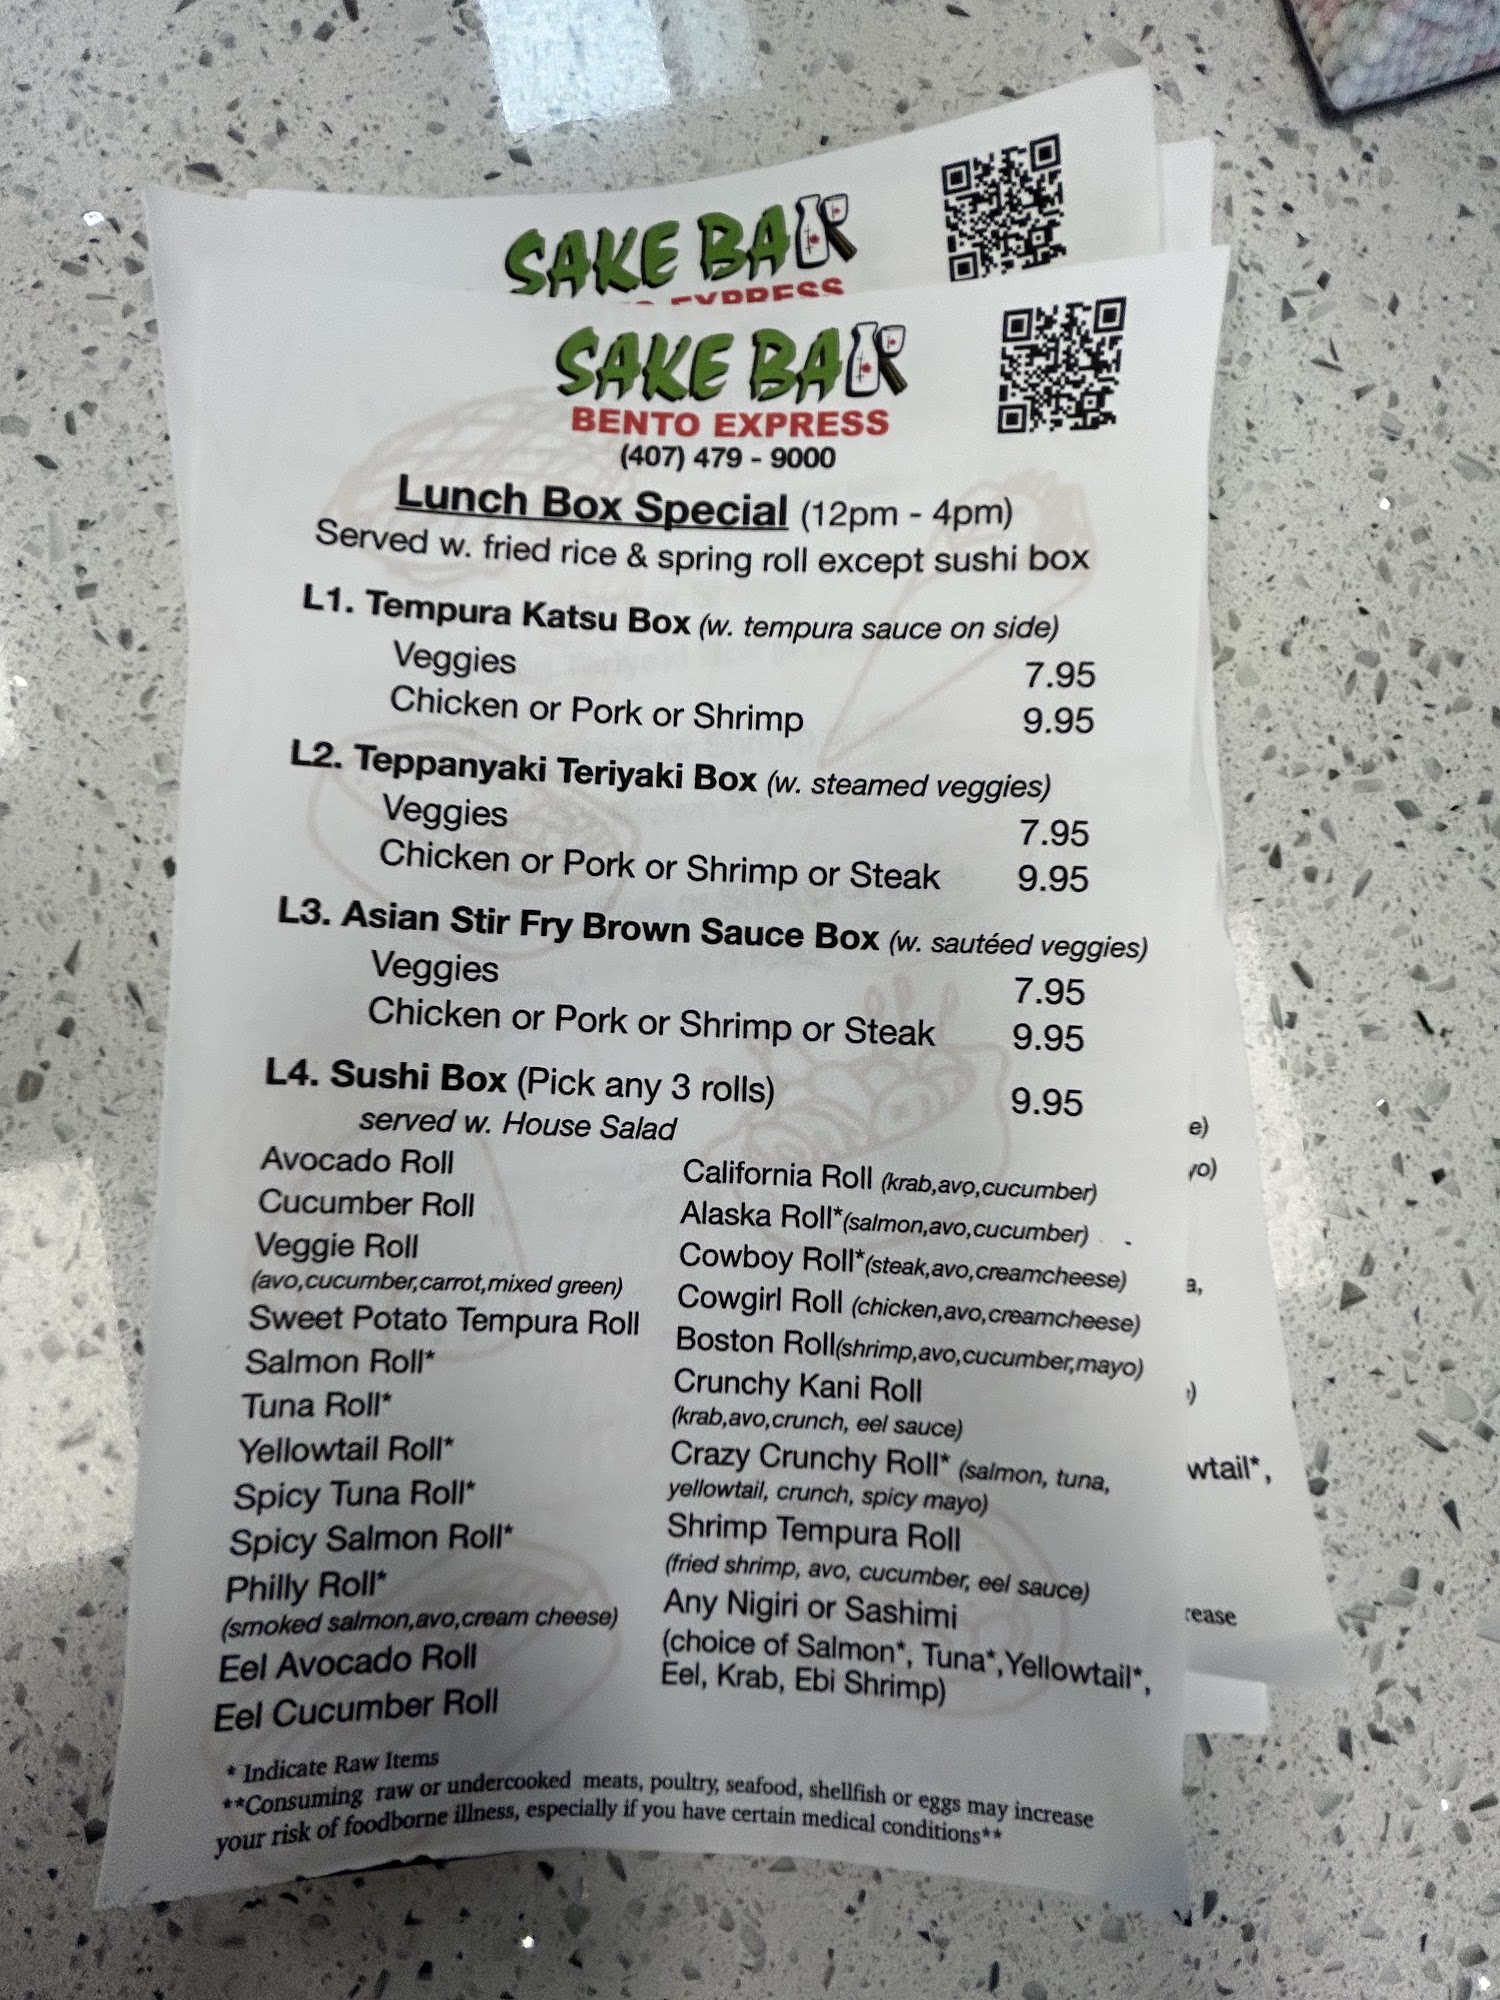 SAKE BAR
EXPRESS
SAKE BAR
BENTO EXPRESS
(407) 479 - 9000
Lunch Box Special (12pm - 4pm)
Served w. fried rice & spring roll except sushi box
L1. Tempura Katsu Box (w. tempura sauce on side)
Veggies 7.95
Chicken or Pork or Shrimp 9.95
L2. Teppanyaki Teriyaki Box (w. steamed veggies)
Veggies 7.95
Chicken or Pork or Shrimp or Steak 9.95
L3. Asian Stir Fry Brown Sauce Box (w. sautéed veggies)
Veggies 7.95
Chicken or Pork or Shrimp or Steak 9.95
L4. Sushi Box (Pick any 3 rolls) 9.95
served w. House Salad
Avocado Roll
Cucumber Roll
Veggie Roll
(avo,cucumber,carrot,mixed green)
Sweet Potato Tempura Roll
Salmon Roll*
Tuna Roll*
Yellowtail Roll*
Spicy Tuna Roll*
Spicy Salmon Roll*
Philly Roll*
(smoked salmon,avo,cream cheese)
Eel Avocado Roll
Eel Cucumber Roll
California Roll (krab,avo,cucumber)
Alaska Roll*(salmon,avo,cucumber)
Cowboy Roll*(steak,avo,creamcheese)
Cowgirl Roll (chicken,avo,creamcheese)
Boston Roll(shrimp,avo,cucumber,mayo)
Crunchy Kani Roll
(krab,avo,crunch, eel sauce)
Crazy Crunchy Roll* (salmon, tuna,
yellowtail, crunch, spicy mayo)
Shrimp Tempura Roll
(fried shrimp, avo, cucumber, eel sauce)
Any Nigiri or Sashimi
(choice of Salmon*, Tuna*,Yellowtail*,
Eel, Krab, Ebi Shrimp)
* Indicate Raw Items
**Consuming raw or undercooked meats, poultry, seafood, shellfish or eggs may increase
your risk of foodborne illness, especially if you have certain medical conditions**
e)
yo)
a,
)
wtail*,
rease